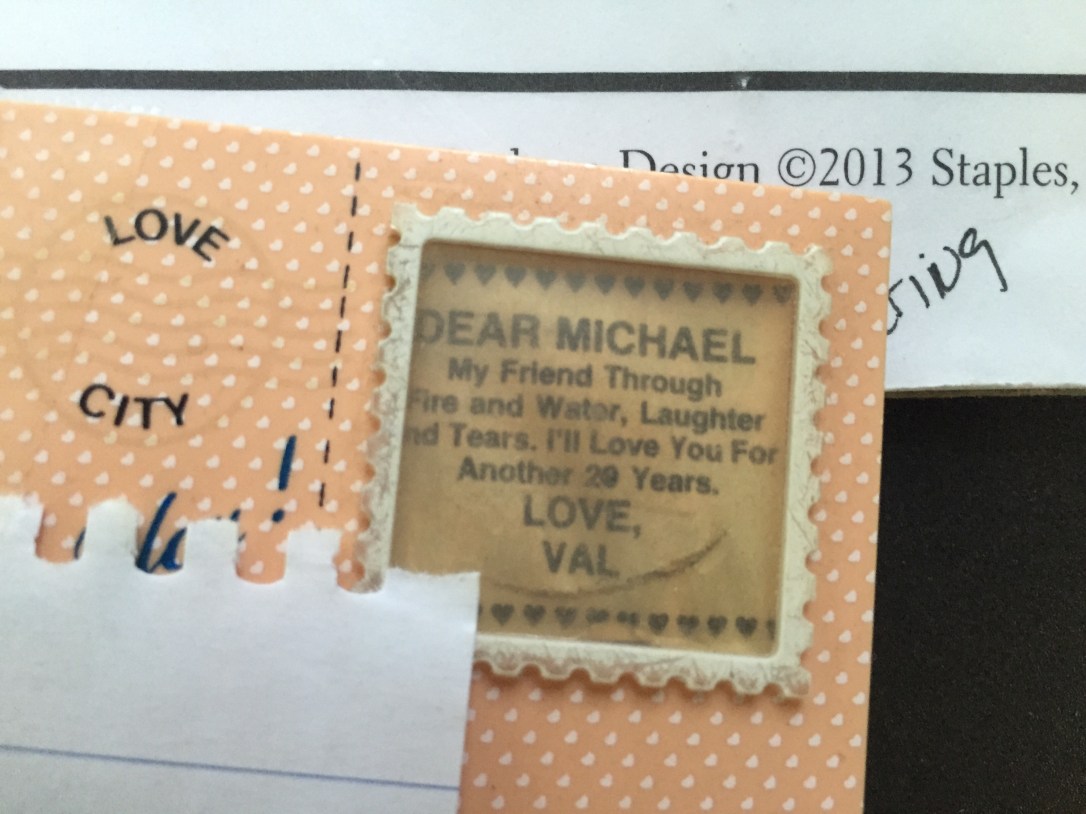 Design ©2013 Staples,
LOVE
CITY
DEAR MICHAEL
My Friend Through
Fire and Water, Laughter
nd Tears. I'll Love You For
Another 20 Years.
LOVE,
VAL